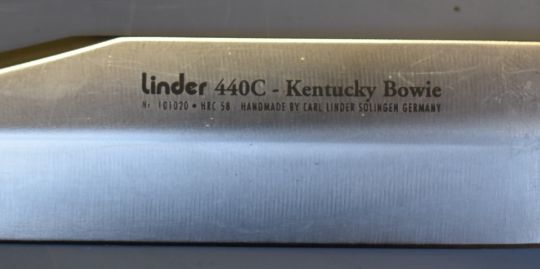 Linder 440C - Kentucky Bowie
Nr. 101020 • HRC 58 HANDMADE BY CARL LINDER SOLINGEN GERMANY